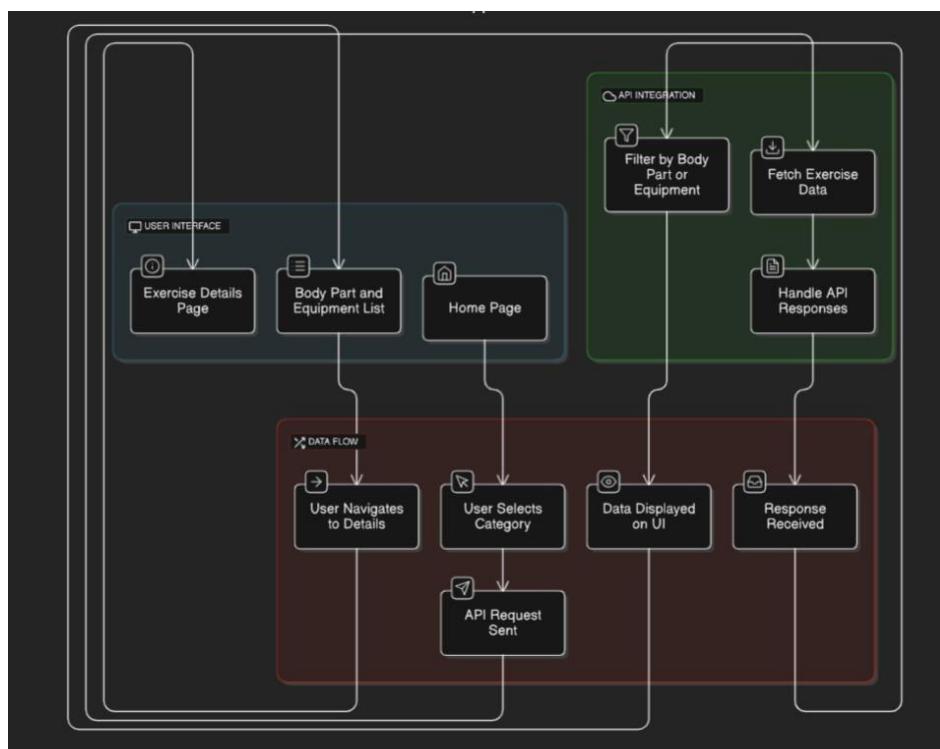 API INTEGRATION
Filter by Body
Part or
Equipment
Fetch Exercise
Data
USER INTERFACE
Exercise Details
Page
Body Part and
Equipment List
Home Page
Handle API
Responses
DATA FLOW
User Navigates
to Details
User Selects
Category
Data Displayed
on UI
Response
Received
API Request
Sent